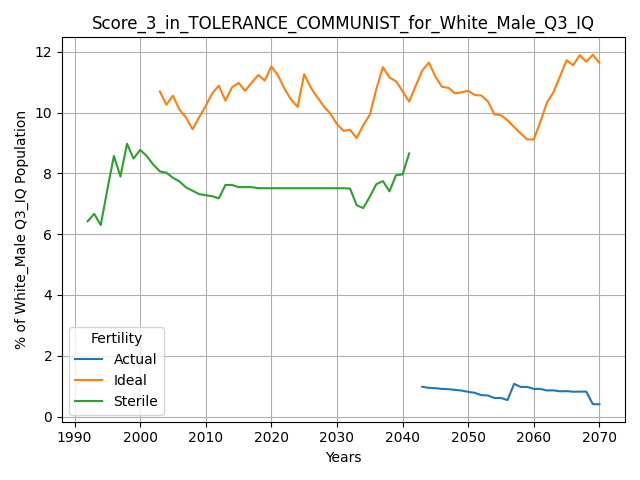 Score_3_in_TOLERANCE_COMMUNIST_for_White_Male_Q3_IQ
% of White_Male Q3_IQ Population
12
10
8
6
4
2
0
Fertility
Actual
Ideal
Sterile
1990 2000 2010 2020 2030 2040 2050 2060 2070
Years